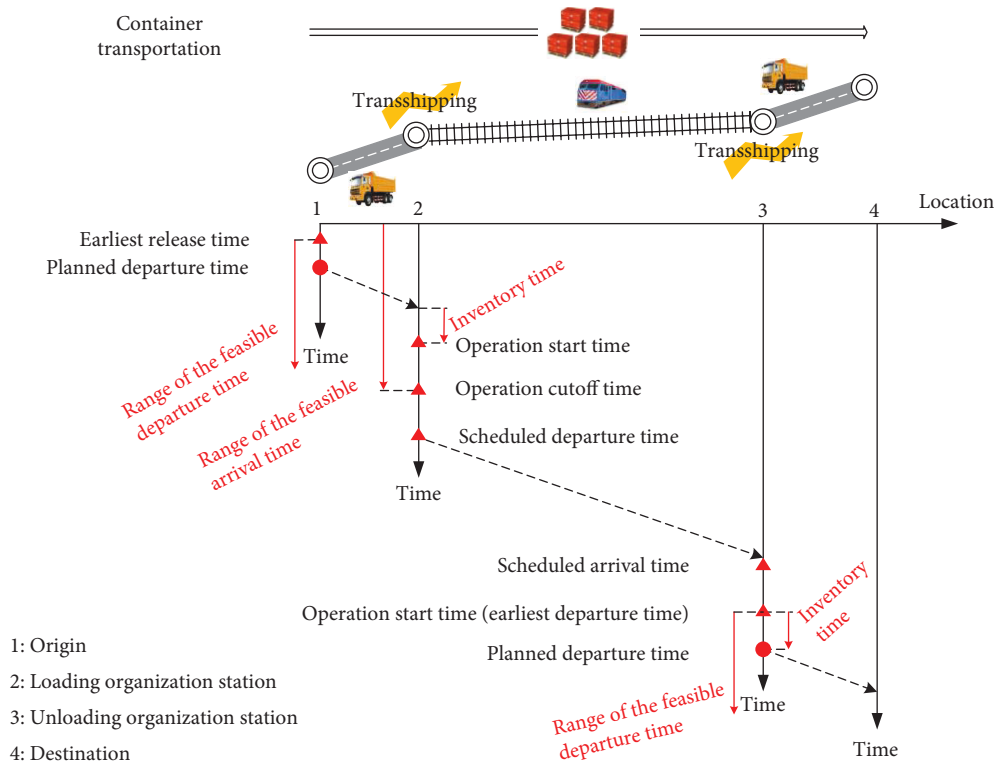 Container
transportation
Transshipping
Transshipping
1
2
3
4
Location
Earliest release time
Planned departure time
Inventory time
Time
Operation start time
Range of the feasible
departure time
Operation cutoff time
Range of the feasible
arrival time
Scheduled departure time
Time
Scheduled arrival time
Operation start time (earliest departure time)
Inventory
time
Planned departure time
Range of the feasible
departure time
Time
Time
1: Origin
2: Loading organization station
3: Unloading organization station
4: Destination